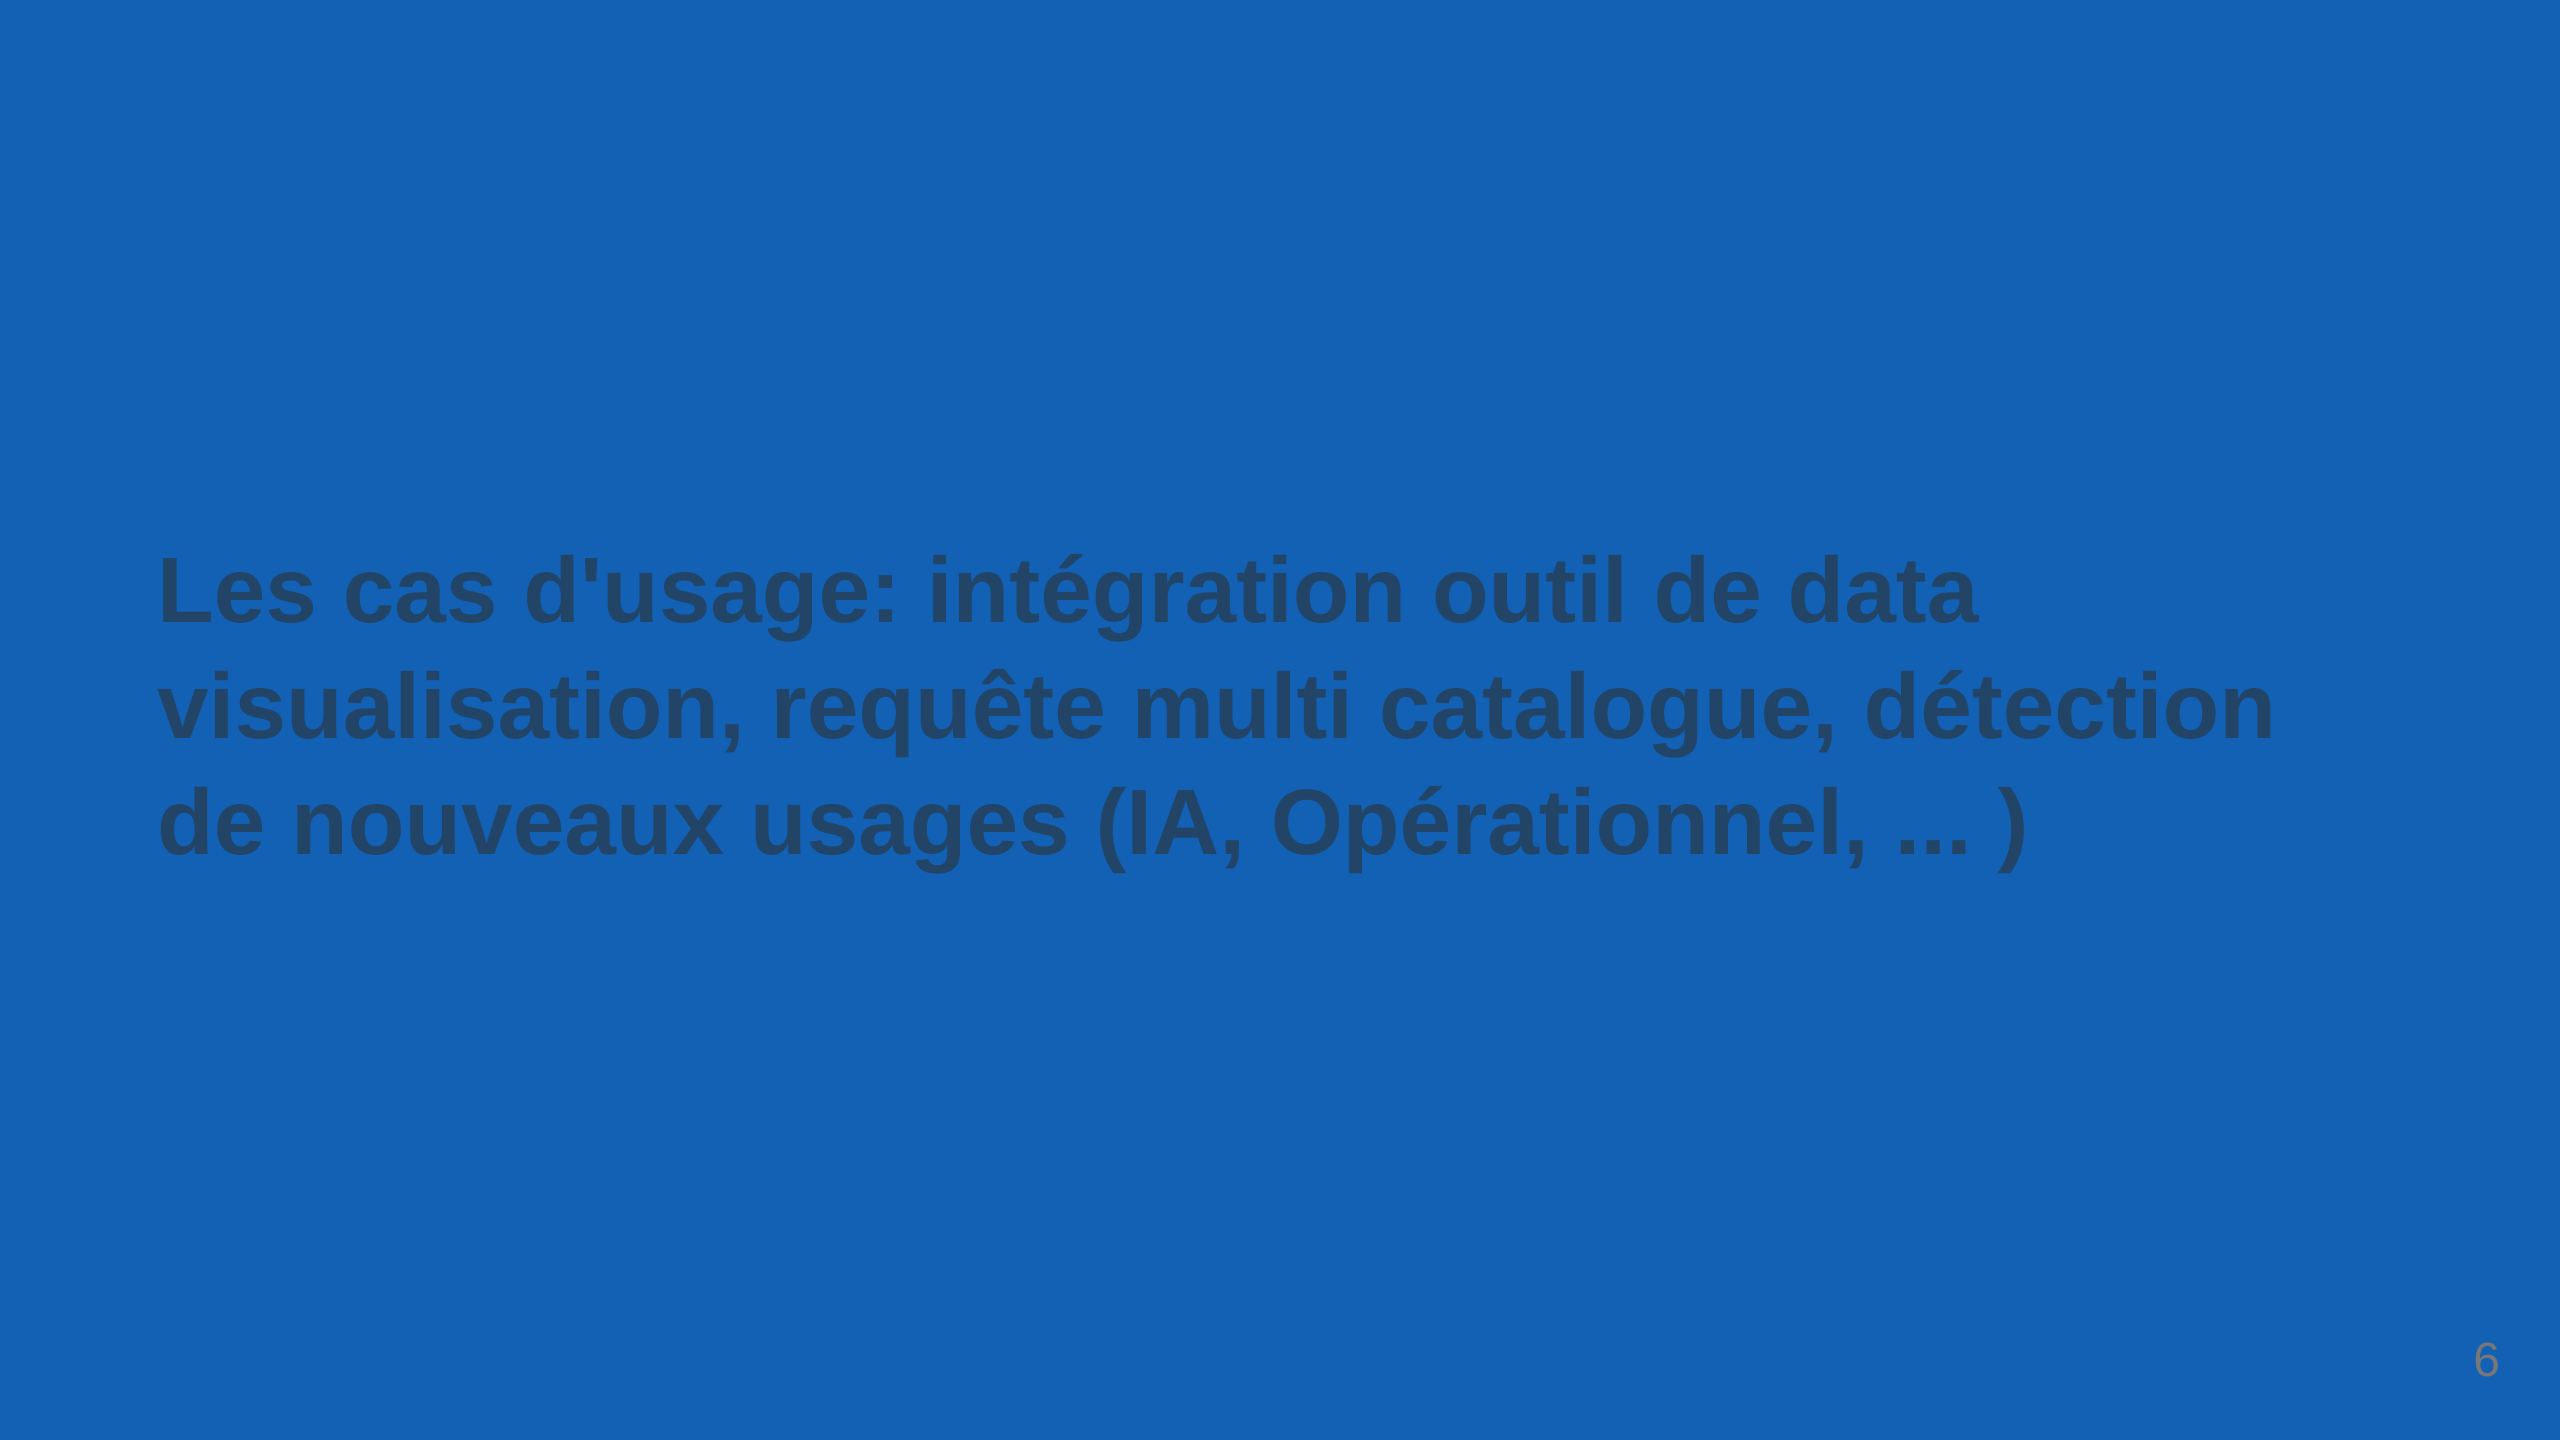 Les cas d'usage: intégration outil de data
visualisation, requête multi catalogue, détection
de nouveaux usages (IA, Opérationnel, ... )
6